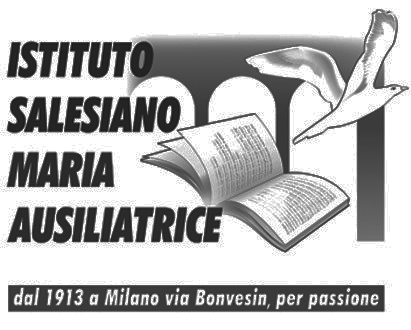 ISTITUTO
SALESIANO
MARIA
AUSILIATRICE
dal 1913 a Milano via Bonvesin, per passione